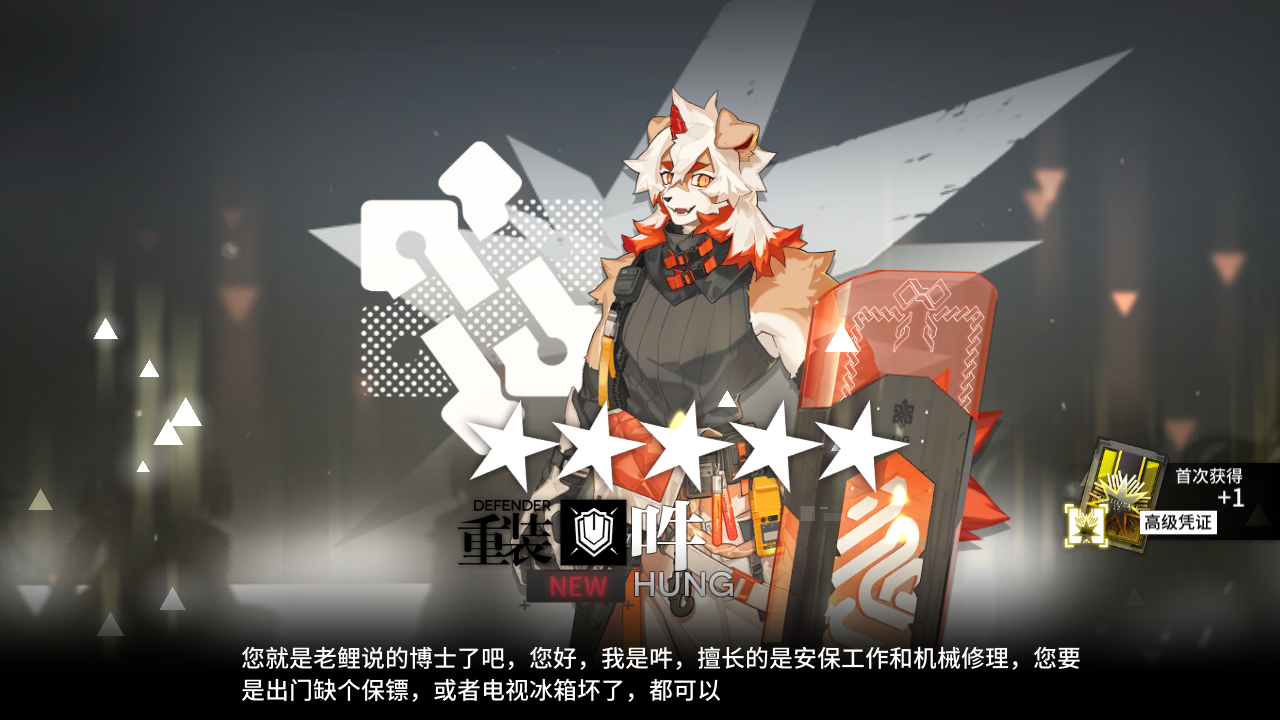 首次获得
+1
高级凭证
DEFENDER
重装
吽
NEW
HUNG
您就是老鲤说的博士了吧，您好，我是吽，擅长的是安保工作和机械修理，您要
是出门缺个保镖，或者电视冰箱坏了，都可以